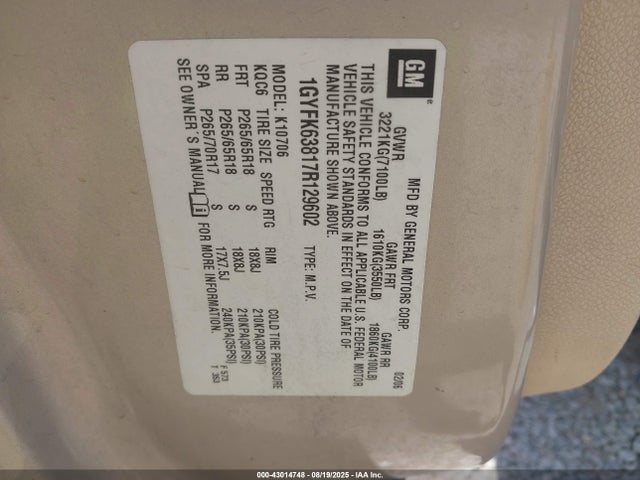 GM ®
MFD BY GENERAL MOTORS CORP. 02/06
GVWR GAWR FRT GAWR RR
3221KG(7100LB) 1610KG(3550LB) 1860KG(4100LB)
THIS VEHICLE CONFORMS TO ALL APPLICABLE U.S. FEDERAL MOTOR
VEHICLE SAFETY STANDARDS IN EFFECT ON THE DATE OF
MANUFACTURE SHOWN ABOVE.
1GYFK63817R129602 TYPE: M.P.V.
MODEL: K10706
KQC6 TIRE SIZE SPEED RTG RIM COLD TIRE PRESSURE
FRT P265/65R18 S 18X8J 210KPA(30PSI)
RR P265/65R18 S 18X8J 210KPA(30PSI)
SPA P265/70R17 S 17X7.5J 240KPA(35PSI)
SEE OWNER'S MANUAL FOR MORE INFORMATION.
F 573
T 353
000-43014748 - 08/19/2025 - IAA Inc.